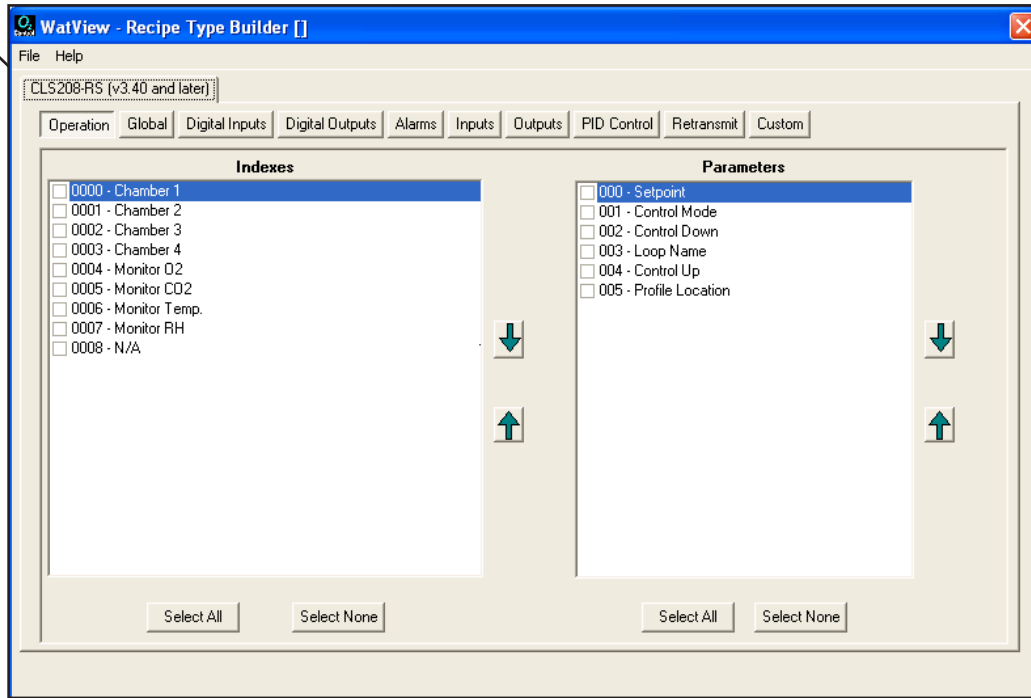 WatView - Recipe Type Builder []
File Help
CLS208-RS (v3.40 and later)
Operation Global Digital Inputs Digital Outputs Alarms Inputs Outputs PID Control Retransmit Custom
Indexes
0000 - Chamber 1
0001 - Chamber 2
0002 - Chamber 3
0003 - Chamber 4
0004 - Monitor O2
0005 - Monitor CO2
0006 - Monitor Temp.
0007 - Monitor RH
0008 - N/A
Select All Select None
Parameters
000 - Setpoint
001 - Control Mode
002 - Control Down
003 - Loop Name
004 - Control Up
005 - Profile Location
Select All Select None